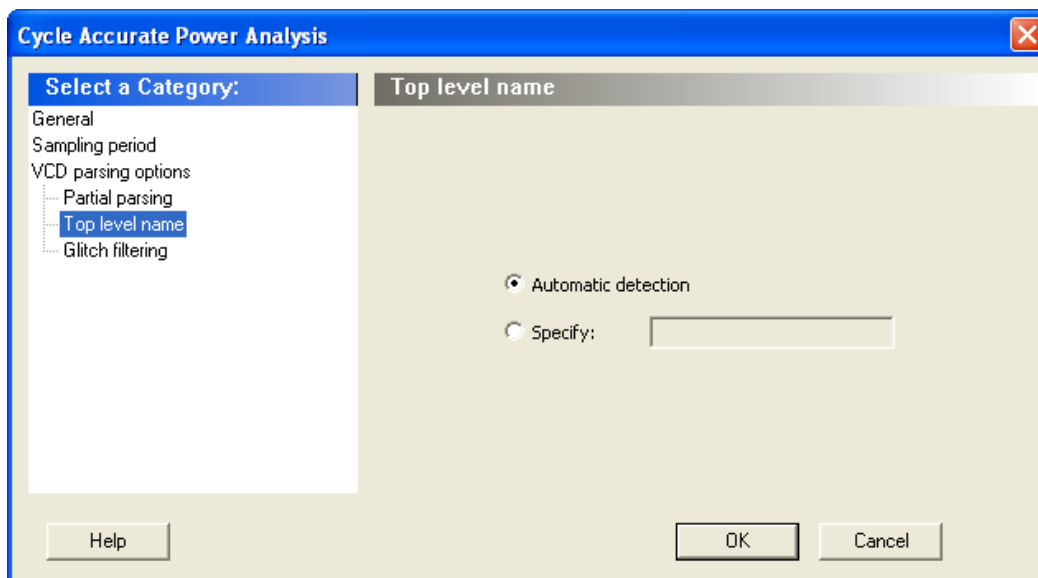 Cycle Accurate Power Analysis
Select a Category:
General
Sampling period
VCD parsing options
Partial parsing
Top level name
Glitch filtering
Top level name
Automatic detection
Specify:
Help
OK
Cancel